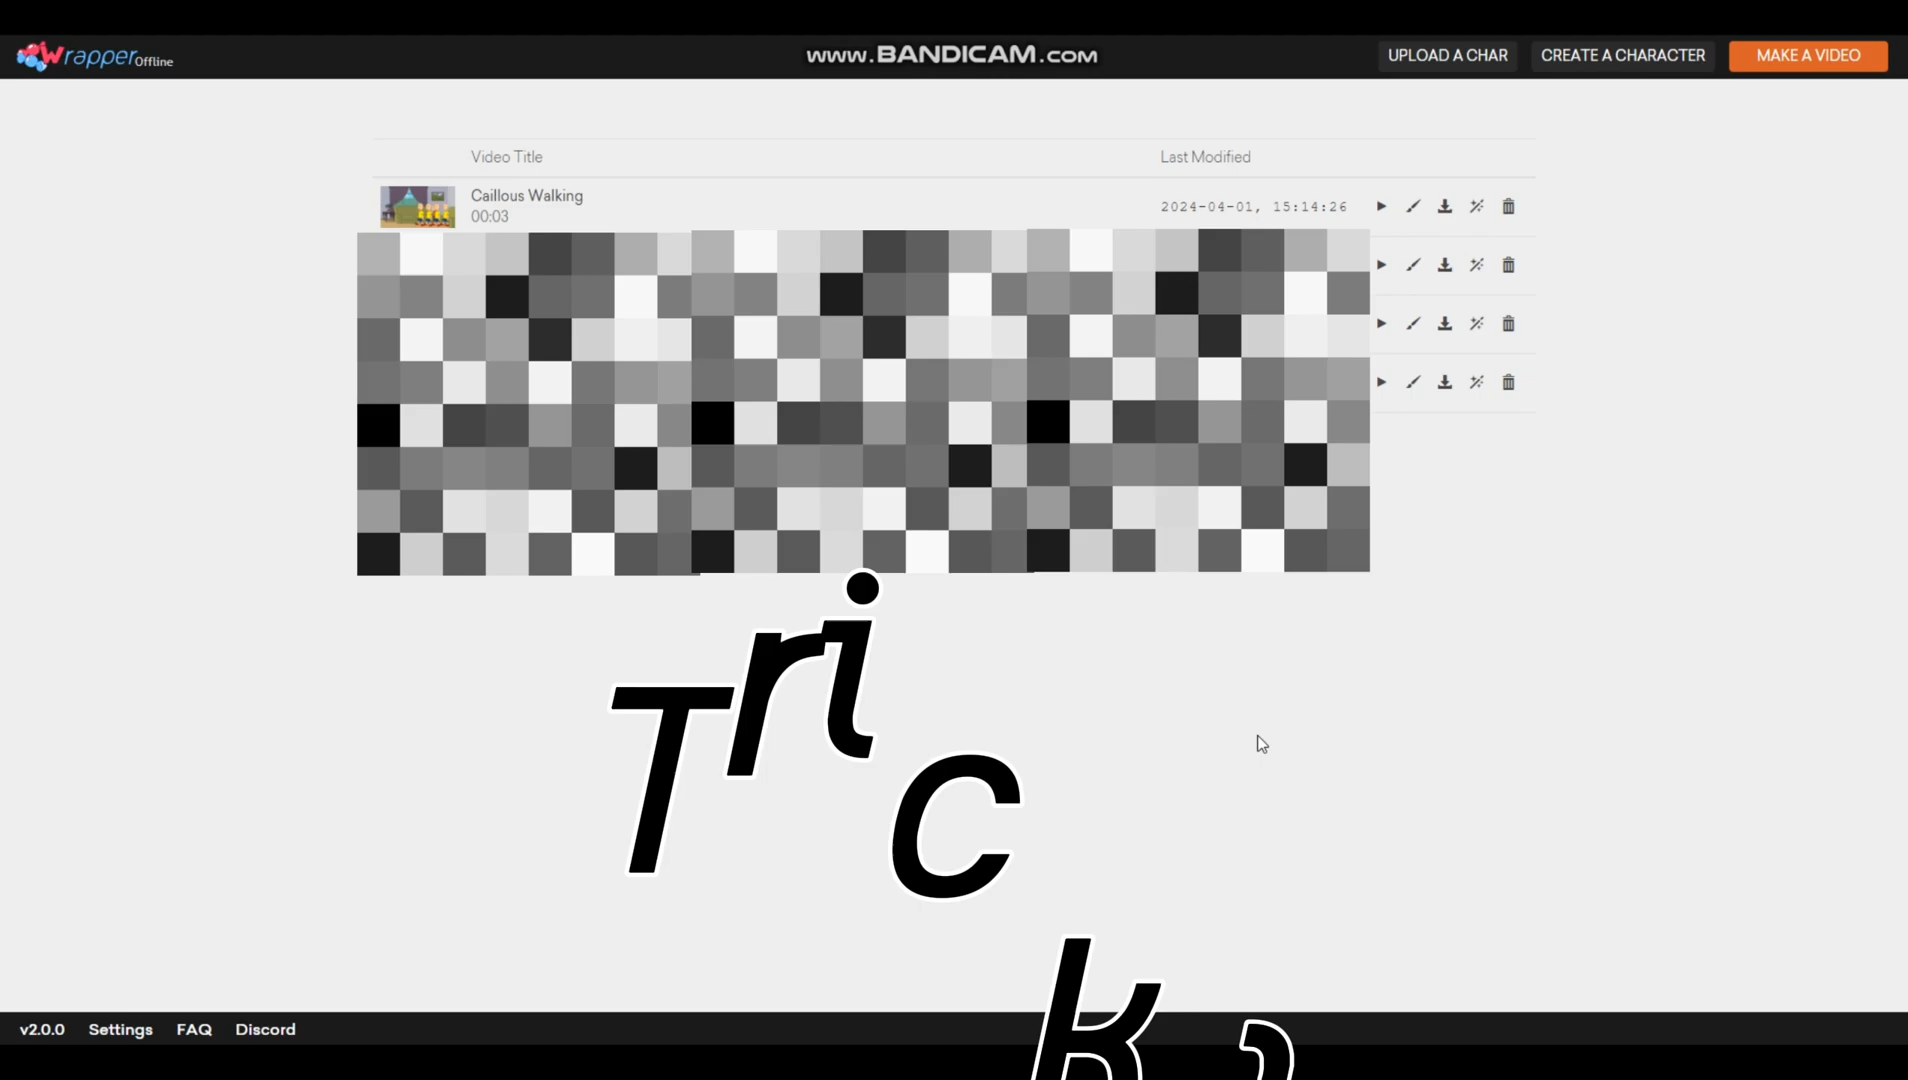 Wrapper Offline
www.BANDICAM.com
UPLOAD A CHAR
CREATE A CHARACTER
MAKE A VIDEO
Video Title
Last Modified
Caillous Walking
00:03
2024-04-01, 15:14:26
Trick
v2.0.0
Settings
FAQ
Discord